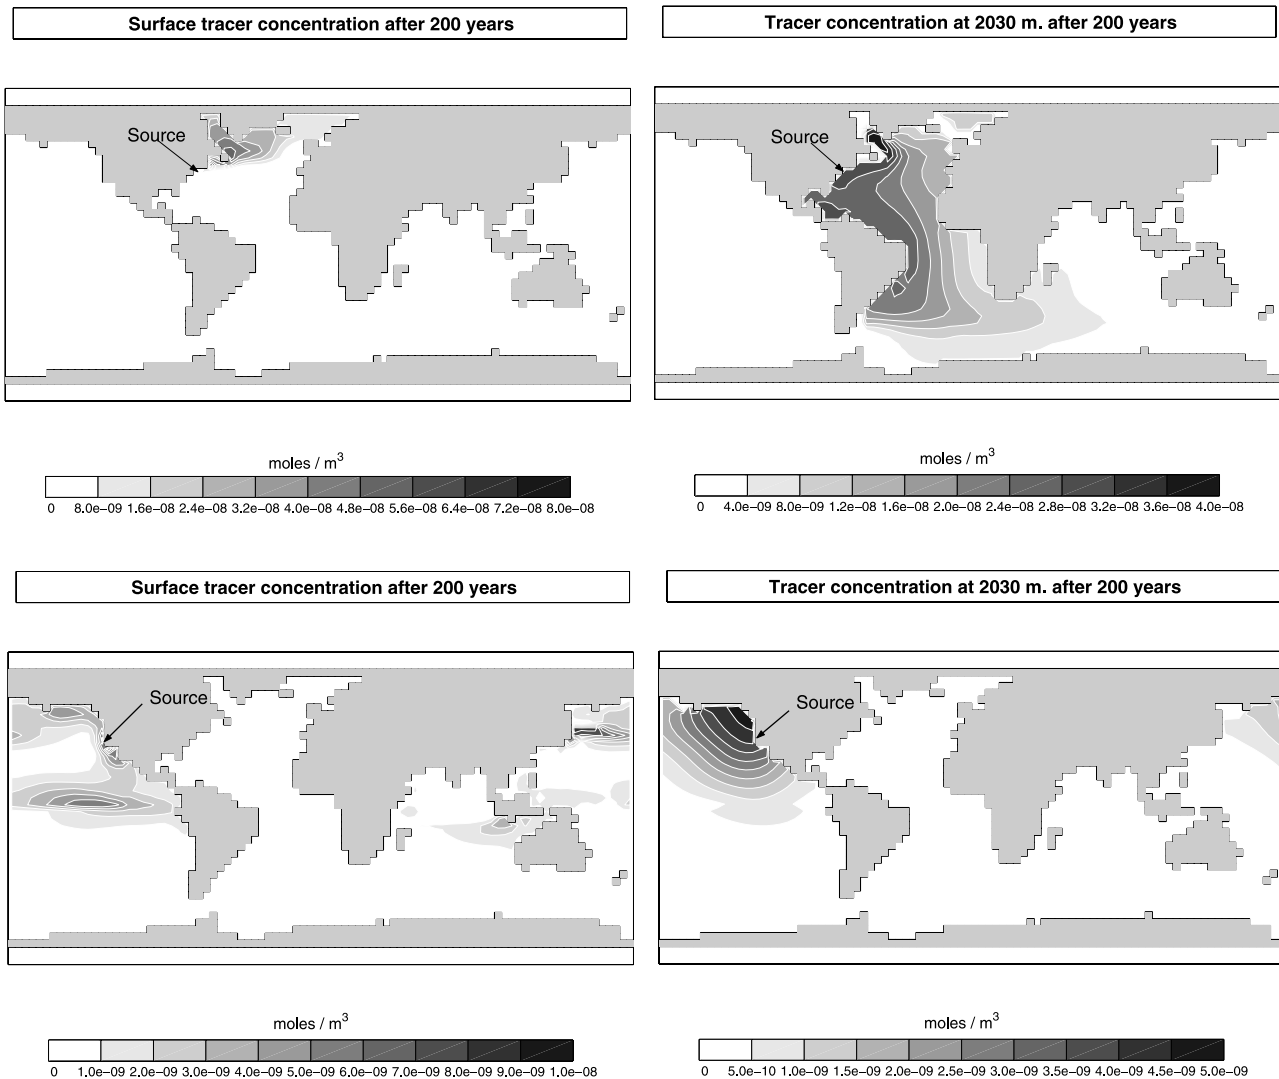 Surface tracer concentration after 200 years
Tracer concentration at 2030 m. after 200 years
Source
Source
moles / m³
0 8.0e−09 1.6e−08 2.4e−08 3.2e−08 4.0e−08 4.8e−08 5.6e−08 6.4e−08 7.2e−08 8.0e−08
moles / m³
0 4.0e−09 8.0e−09 1.2e−08 1.6e−08 2.0e−08 2.4e−08 2.8e−08 3.2e−08 3.6e−08 4.0e−08
Surface tracer concentration after 200 years
Tracer concentration at 2030 m. after 200 years
Source
Source
moles / m³
0 1.0e−09 2.0e−09 3.0e−09 4.0e−09 5.0e−09 6.0e−09 7.0e−09 8.0e−09 9.0e−09 1.0e−08
moles / m³
0 5.0e−10 1.0e−09 1.5e−09 2.0e−09 2.5e−09 3.0e−09 3.5e−09 4.0e−09 4.5e−09 5.0e−09